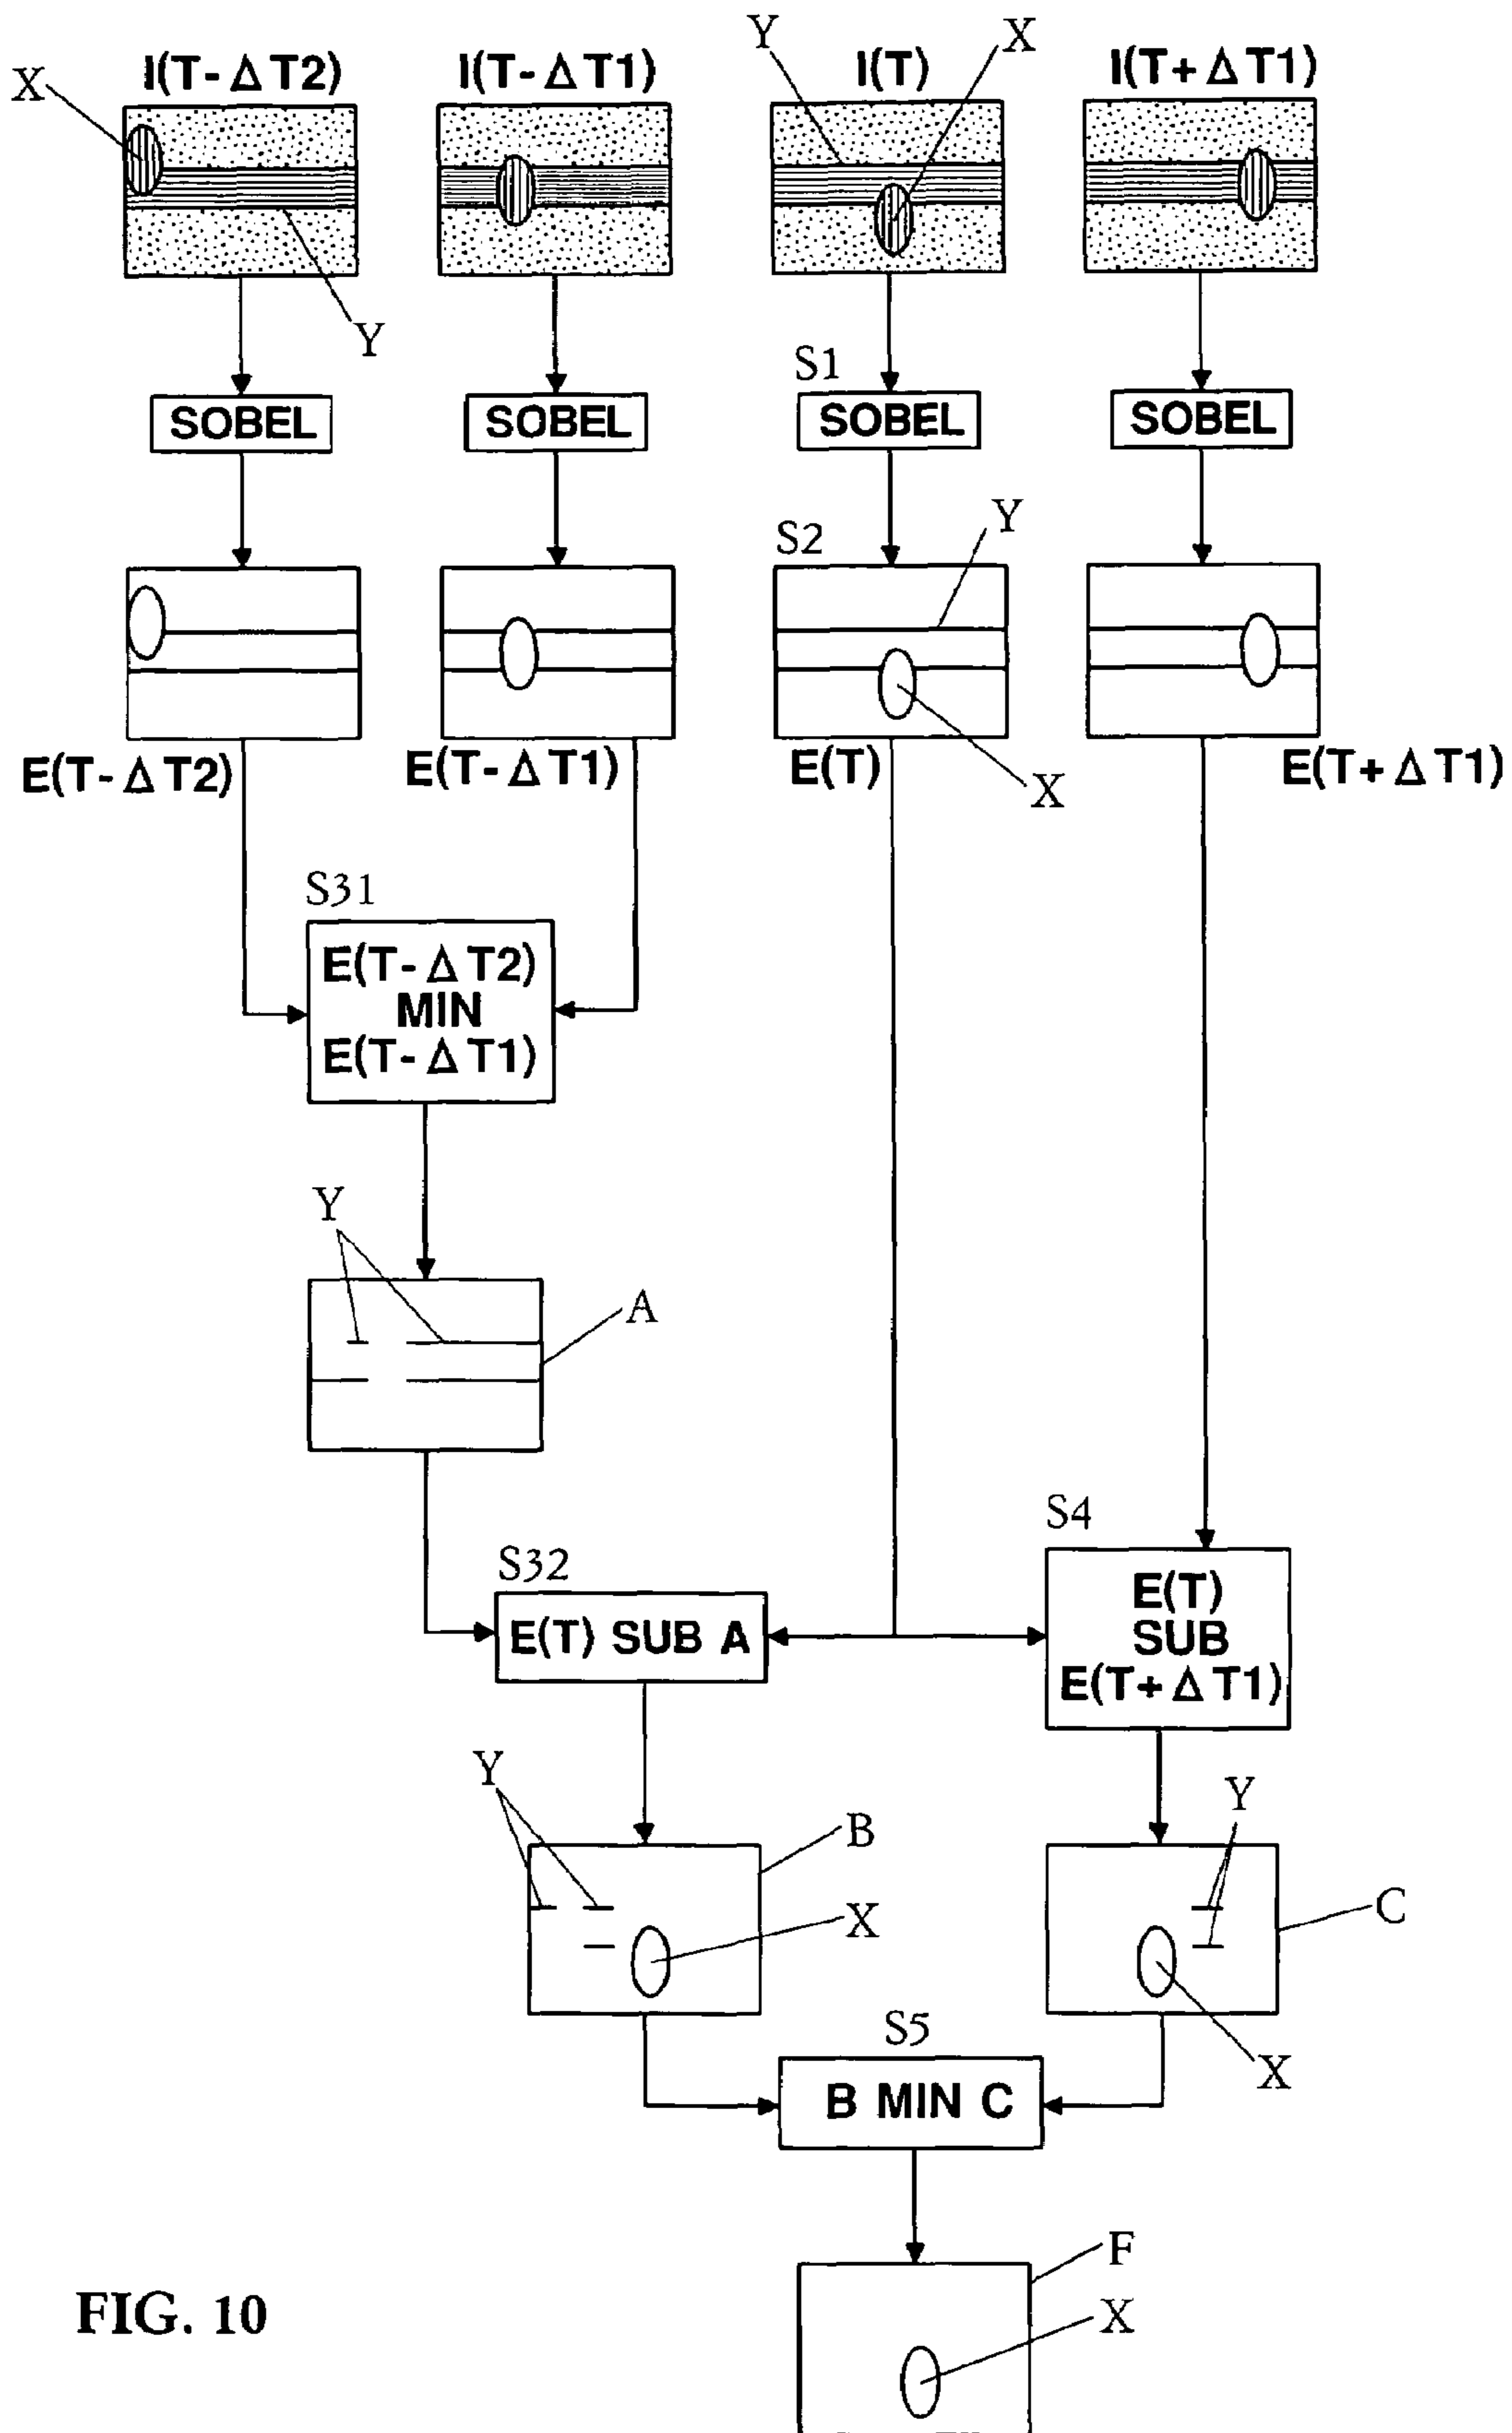 Y
X
X
I(T-ΔT2)
I(T-ΔT1)
I(T)
I(T+ΔT1)
Y
S1
SOBEL
SOBEL
SOBEL
SOBEL
S2
Y
E(T-ΔT2)
E(T-ΔT1)
E(T)
X
E(T+ΔT1)
S31
E(T-ΔT2)
MIN
E(T-ΔT1)
Y
A
S32
E(T) SUB A
S4
E(T)
SUB
E(T+ΔT1)
Y
B
X
Y
C
X
S5
B MIN C
F
X
FIG. 10